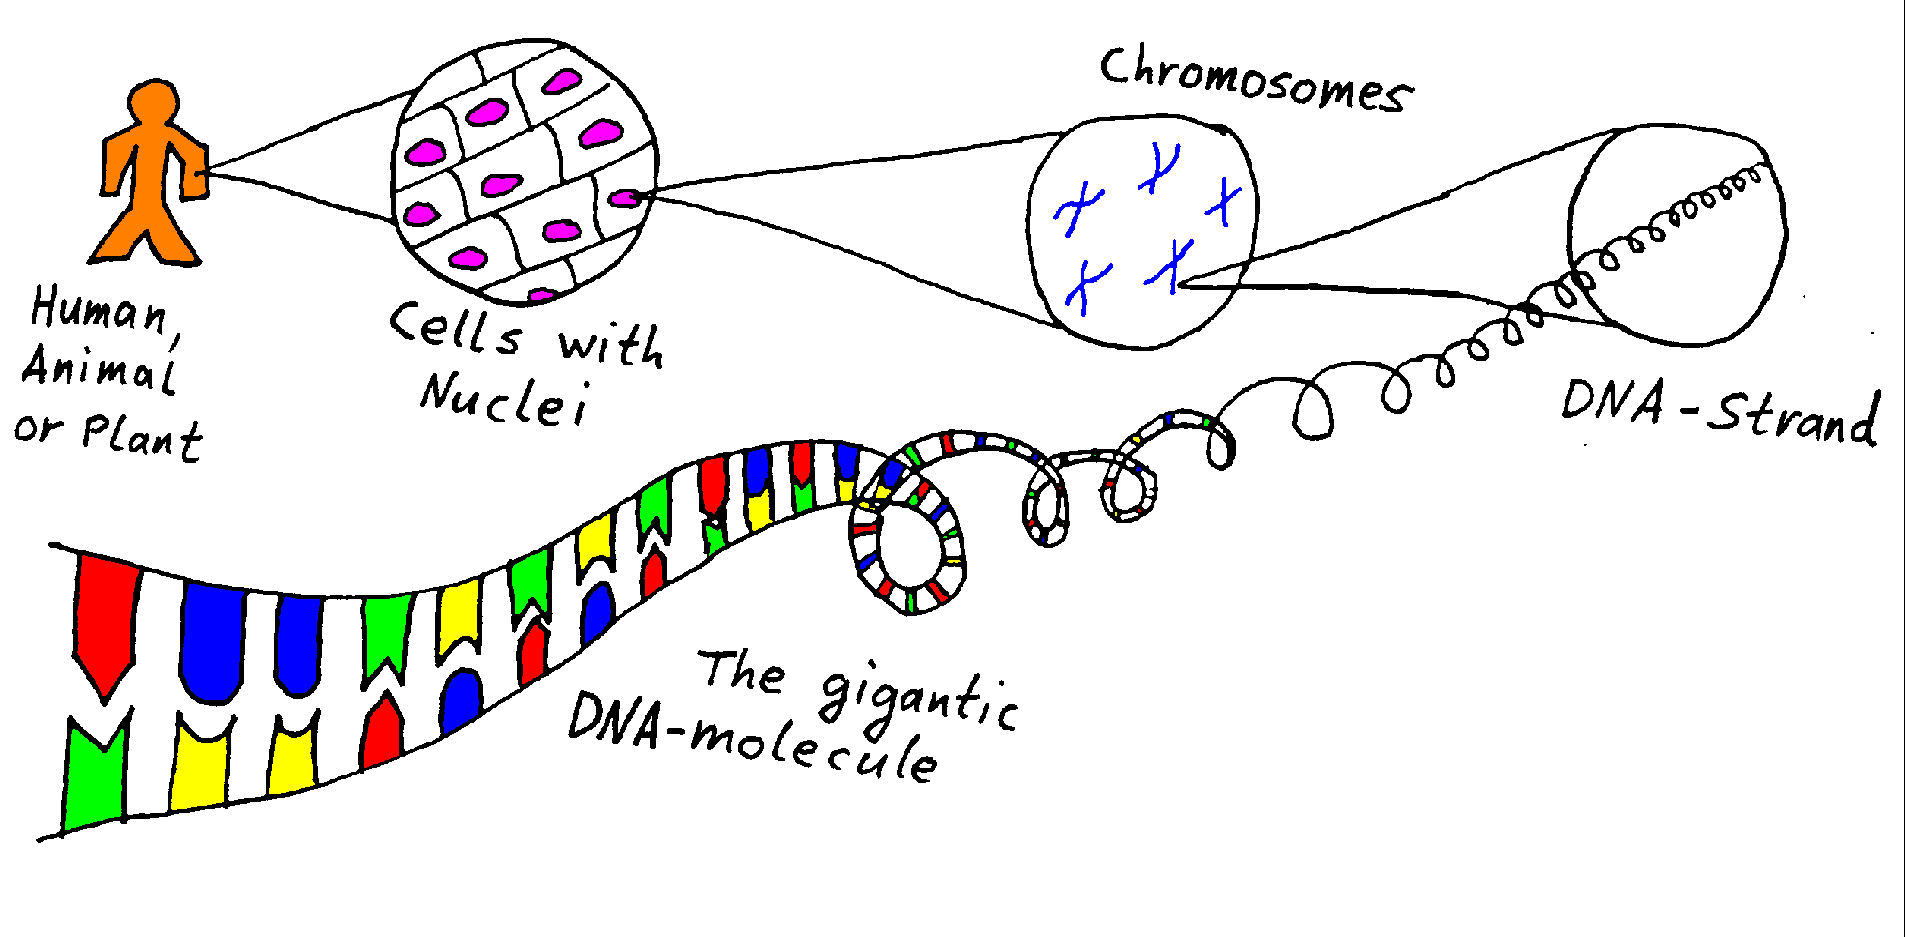 Human,
Animal
or Plant
Cells with
Nuclei
Chromosomes
DNA-Strand
The gigantic
DNA-molecule